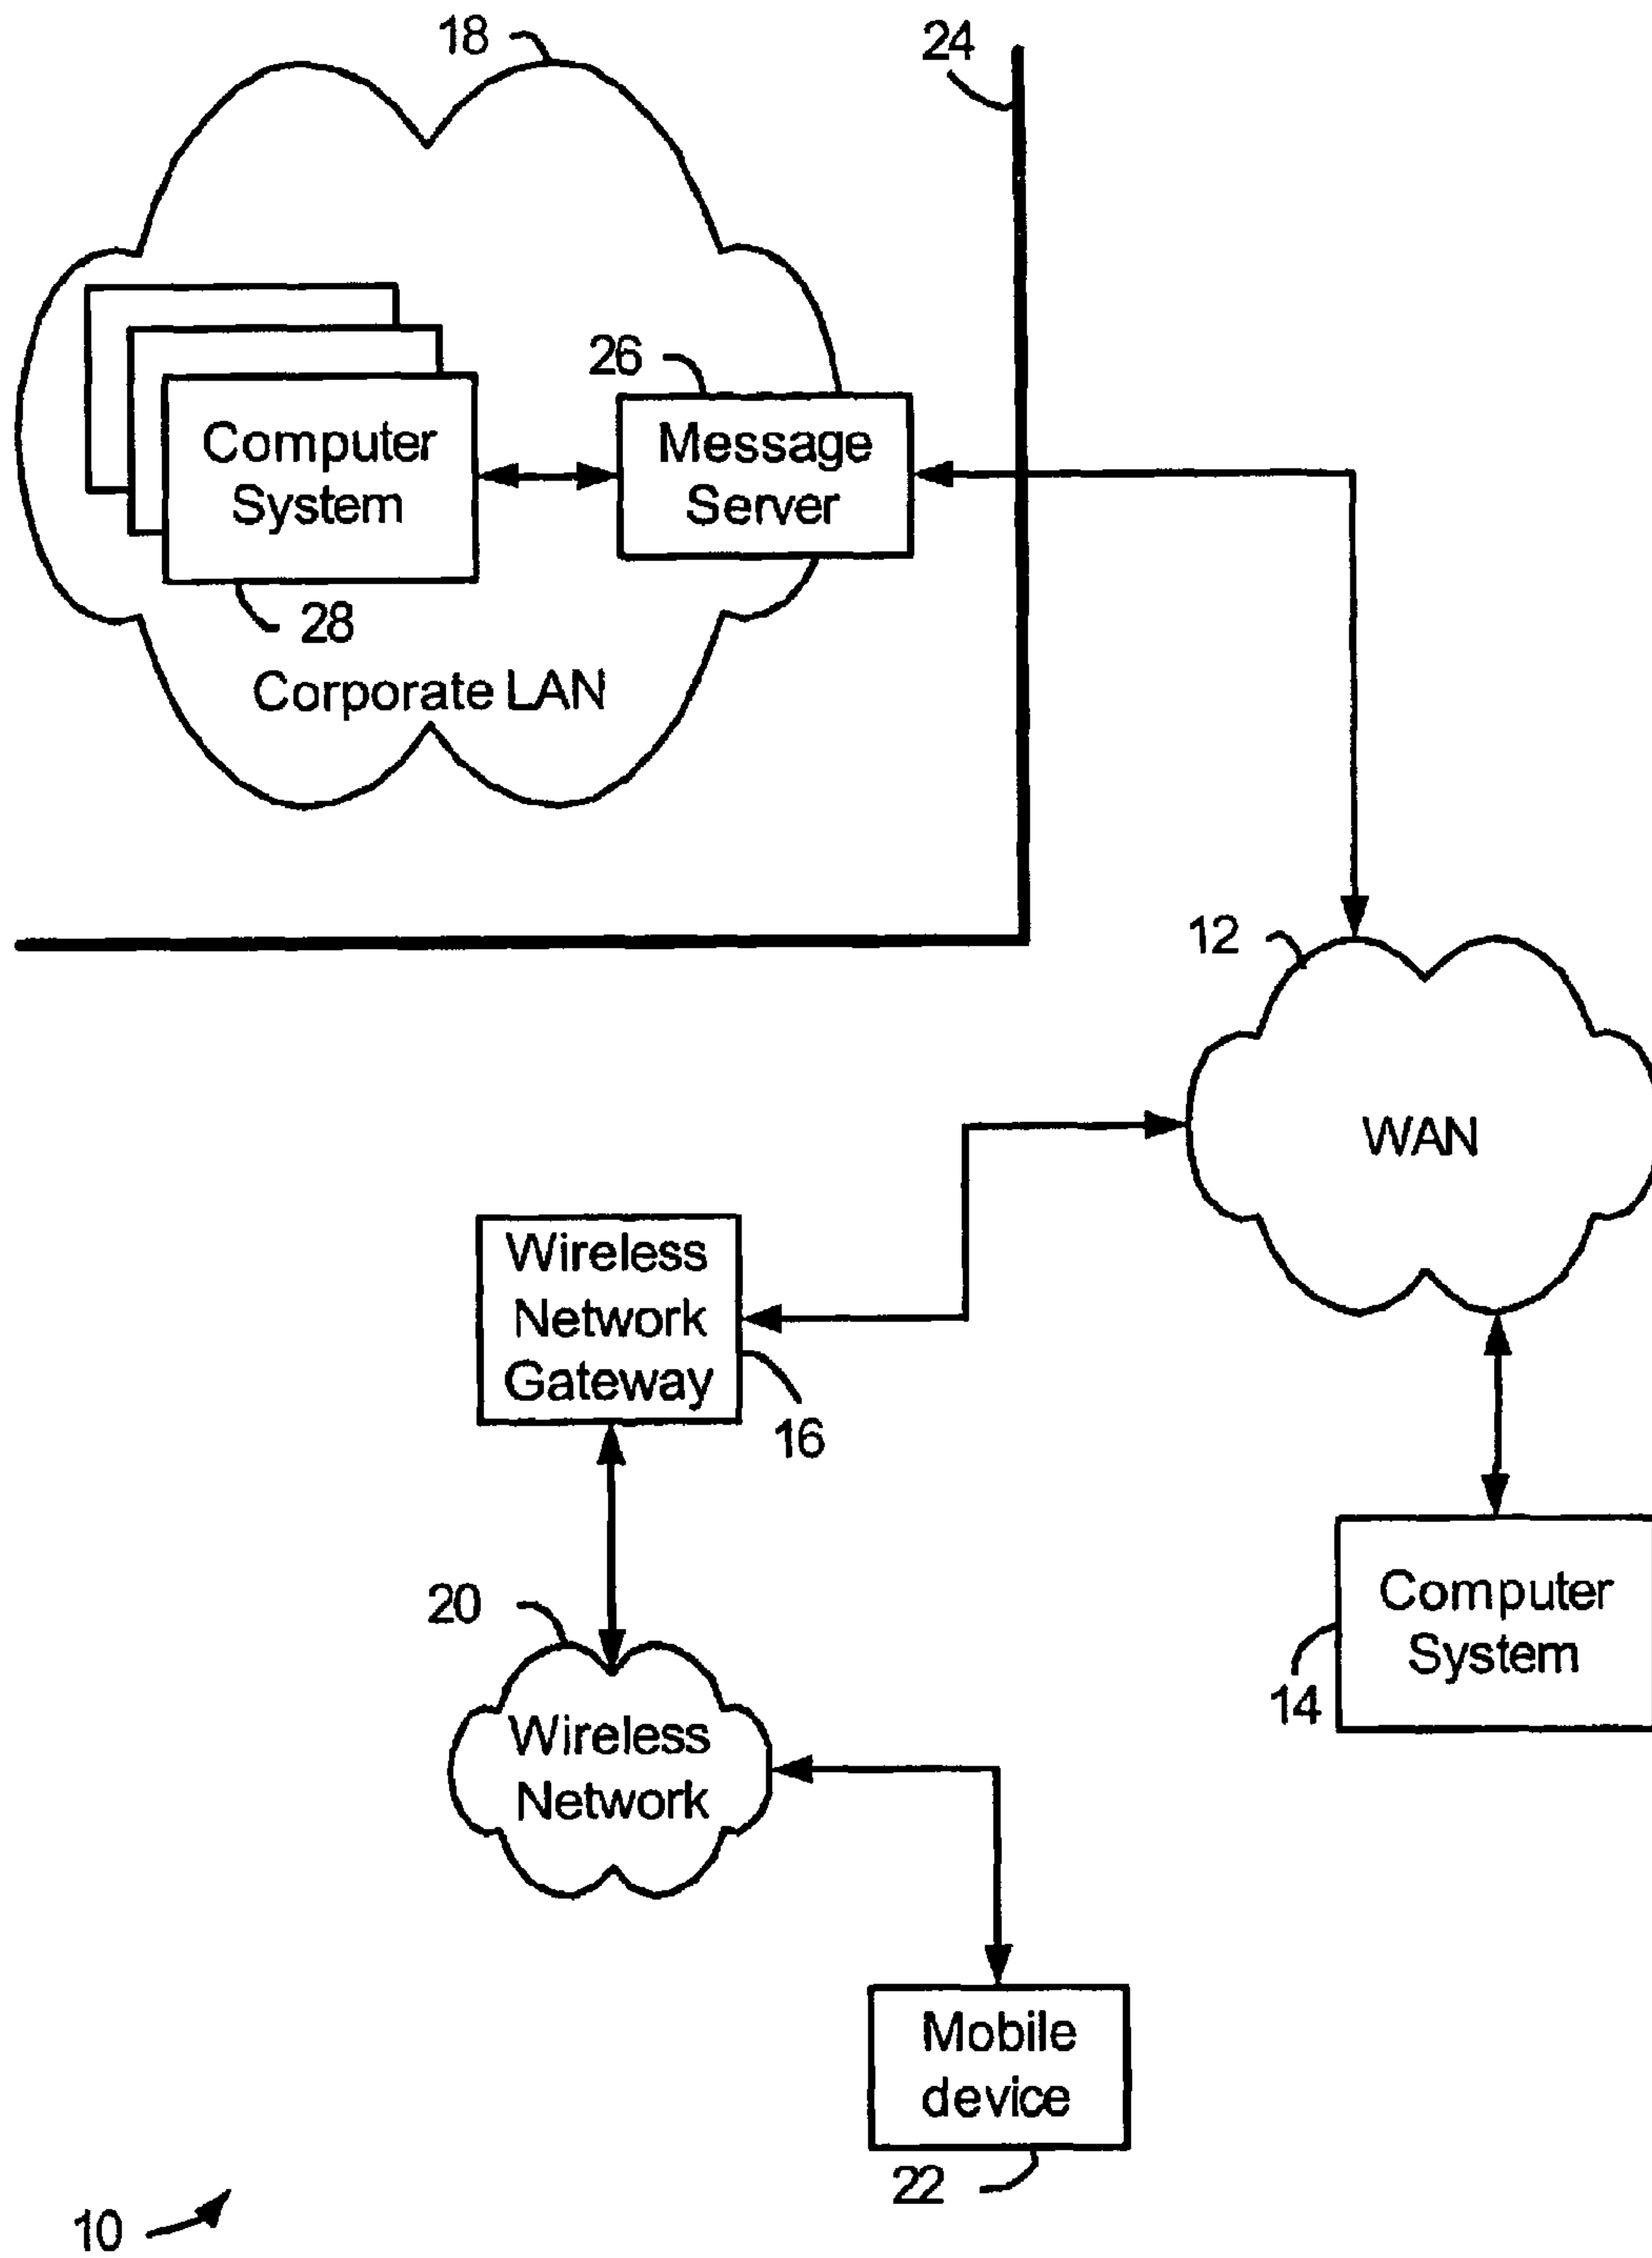 18
24
26
Computer
System
Message
Server
28
Corporate LAN
12
WAN
Wireless
Network
Gateway
16
20
Computer
System
14
Wireless
Network
Mobile
device
22
10